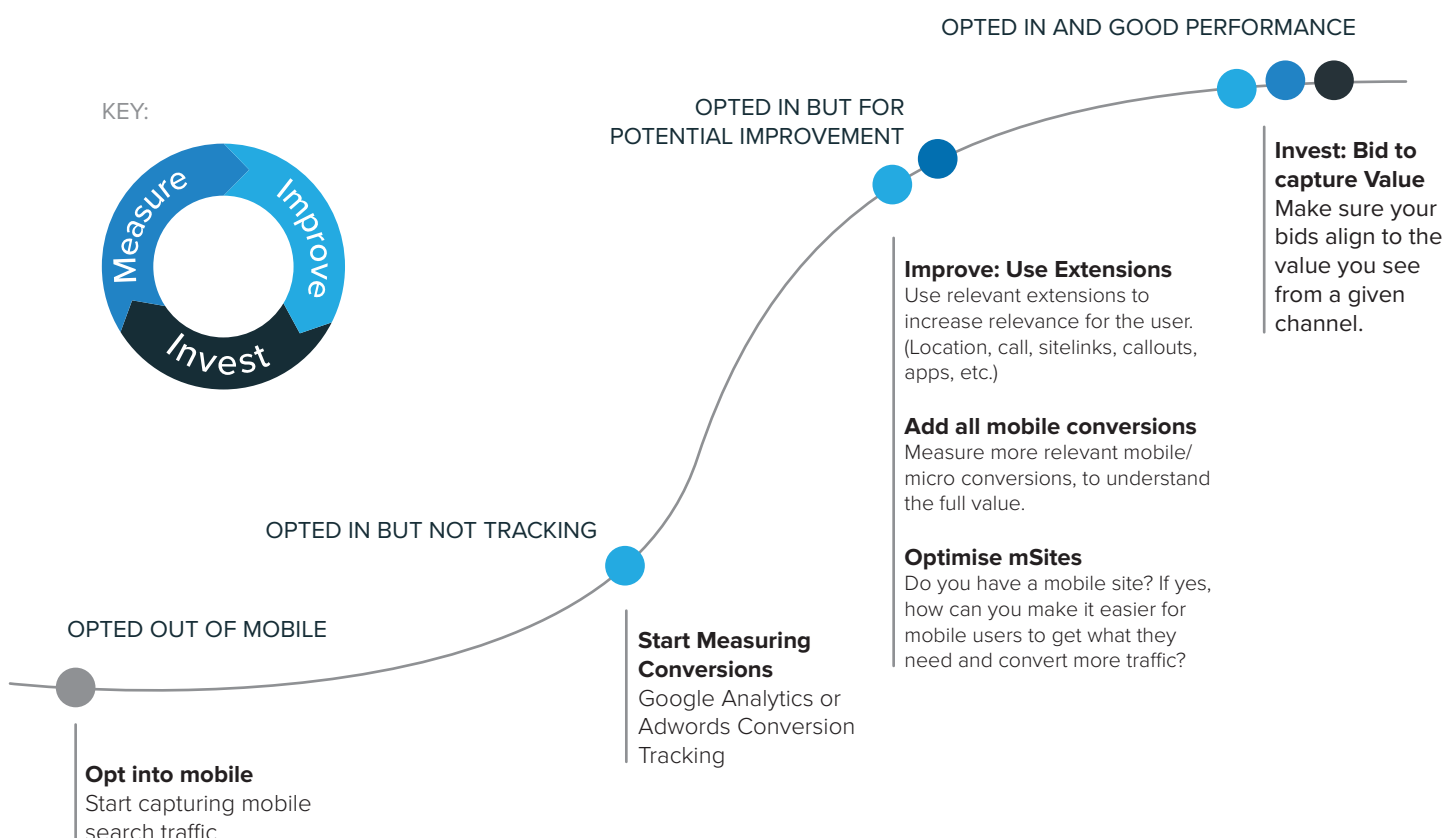 OPTED IN AND GOOD PERFORMANCE
KEY:
Measure
Improve
Invest
OPTED IN BUT FOR
POTENTIAL IMPROVEMENT
Invest: Bid to
capture Value
Make sure your
bids align to the
value you see
from a given
channel.
Improve: Use Extensions
Use relevant extensions to
increase relevance for the user.
(Location, call, sitelinks, callouts,
apps, etc.)
Add all mobile conversions
Measure more relevant mobile/
micro conversions, to understand
the full value.
Optimise mSites
Do you have a mobile site? If yes,
how can you make it easier for
mobile users to get what they
need and convert more traffic?
OPTED IN BUT NOT TRACKING
Start Measuring
Conversions
Google Analytics or
Adwords Conversion
Tracking
OPTED OUT OF MOBILE
Opt into mobile
Start capturing mobile
search traffic